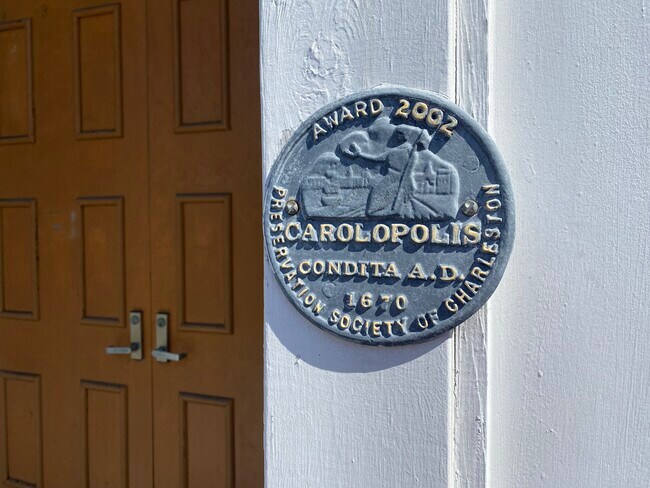 AWARD 2002
CAROLOPOLIS
CONDITA A.D.
1670
PRESERVATION SOCIETY OF CHARLESTON